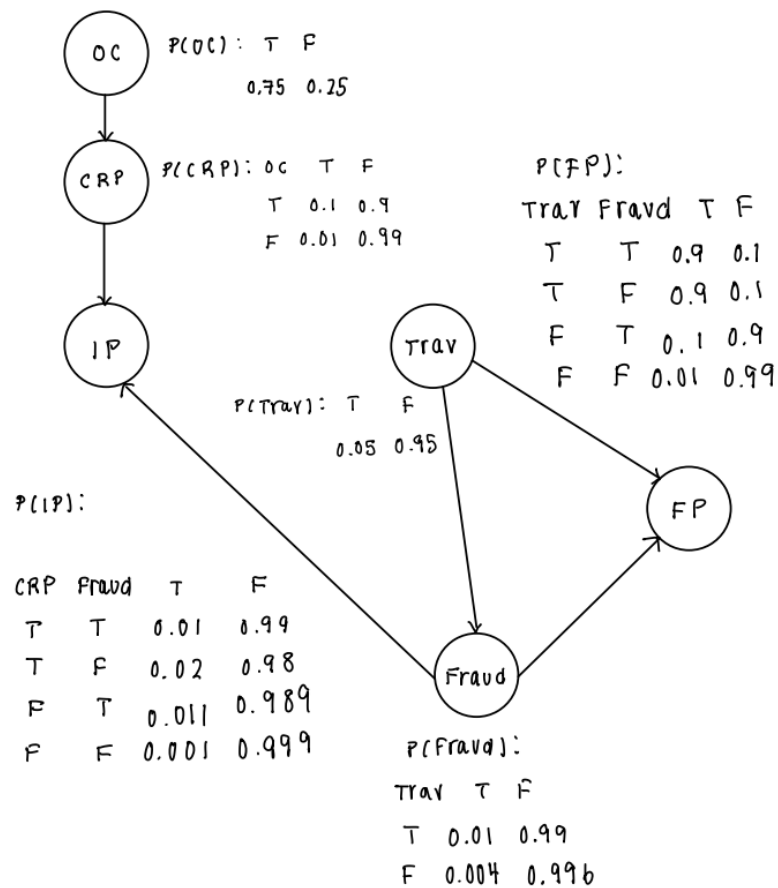 OC
P(OC): T F
0.75 0.25
CRP
P(CRP): OC T F
T 0.1 0.9
F 0.01 0.99
P(FP):
Trav Fraud T F
T T 0.9 0.1
T F 0.9 0.1
F T 0.1 0.9
F F 0.01 0.99
IP
Trav
P(Trav): T F
0.05 0.95
FP
P(IP):
CRP Fraud T F
T T 0.01 0.99
T F 0.02 0.98
F T 0.011 0.989
F F 0.001 0.999
Fraud
P(Fraud):
Trav T F
T 0.01 0.99
F 0.004 0.996